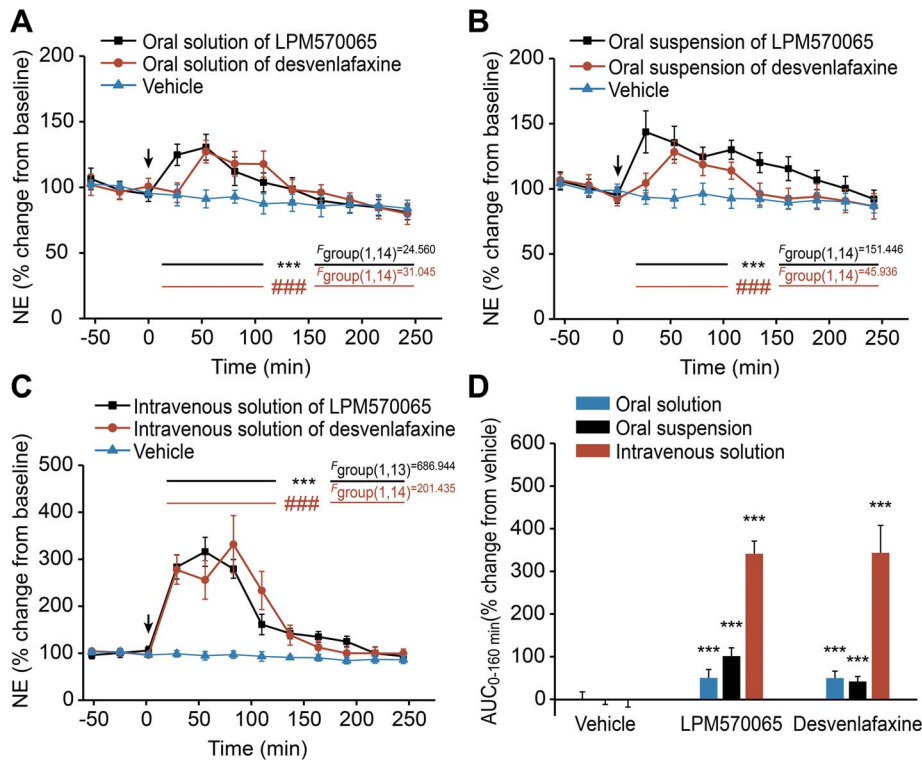 A
Oral solution of LPM570065
Oral solution of desvenlafaxine
Vehicle
NE (% change from baseline)
200
150
100
50
0
Fgroup(1,14)=24.560
***
Fgroup(1,14)=31.045
###
-50 0 50 100 150 200 250
Time (min)
B
Oral suspension of LPM570065
Oral suspension of desvenlafaxine
Vehicle
NE (% change from baseline)
200
150
100
50
0
Fgroup(1,14)=151.446
***
Fgroup(1,14)=45.936
###
-50 0 50 100 150 200 250
Time (min)
C
Intravenous solution of LPM570065
Intravenous solution of desvenlafaxine
Vehicle
NE (% change from baseline)
500
400
300
200
100
0
Fgroup(1,13)=686.944
***
Fgroup(1,14)=201.435
###
-50 0 50 100 150 200 250
Time (min)
D
Oral solution
Oral suspension
Intravenous solution
AUC0-160 min(% change from vehicle)
600
500
400
300
200
100
0
*** *** ***
*** *** ***
Vehicle LPM570065 Desvenlafaxine